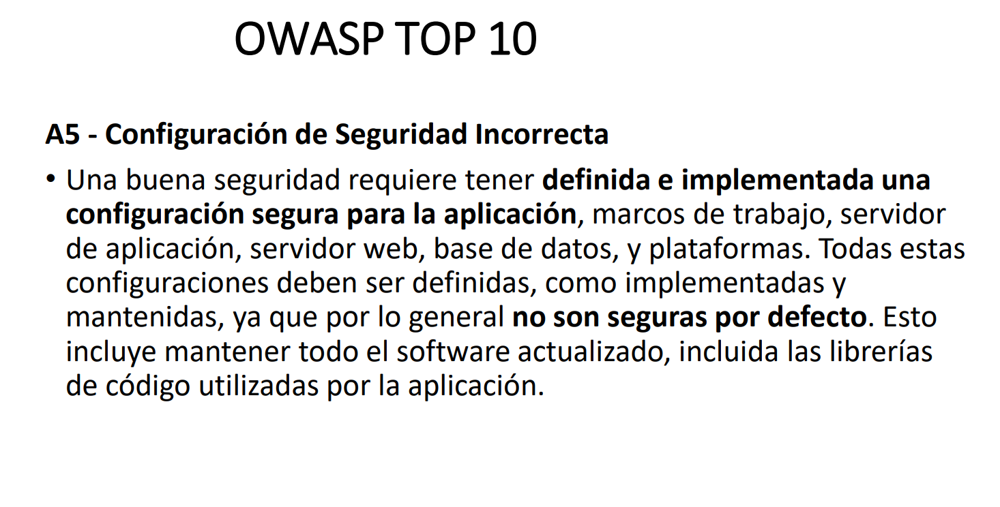 OWASP TOP 10
A5 - Configuración de Seguridad Incorrecta
• Una buena seguridad requiere tener definida e implementada una
configuración segura para la aplicación, marcos de trabajo, servidor
de aplicación, servidor web, base de datos, y plataformas. Todas estas
configuraciones deben ser definidas, como implementadas y
mantenidas, ya que por lo general no son seguras por defecto. Esto
incluye mantener todo el software actualizado, incluida las librerías
de código utilizadas por la aplicación.